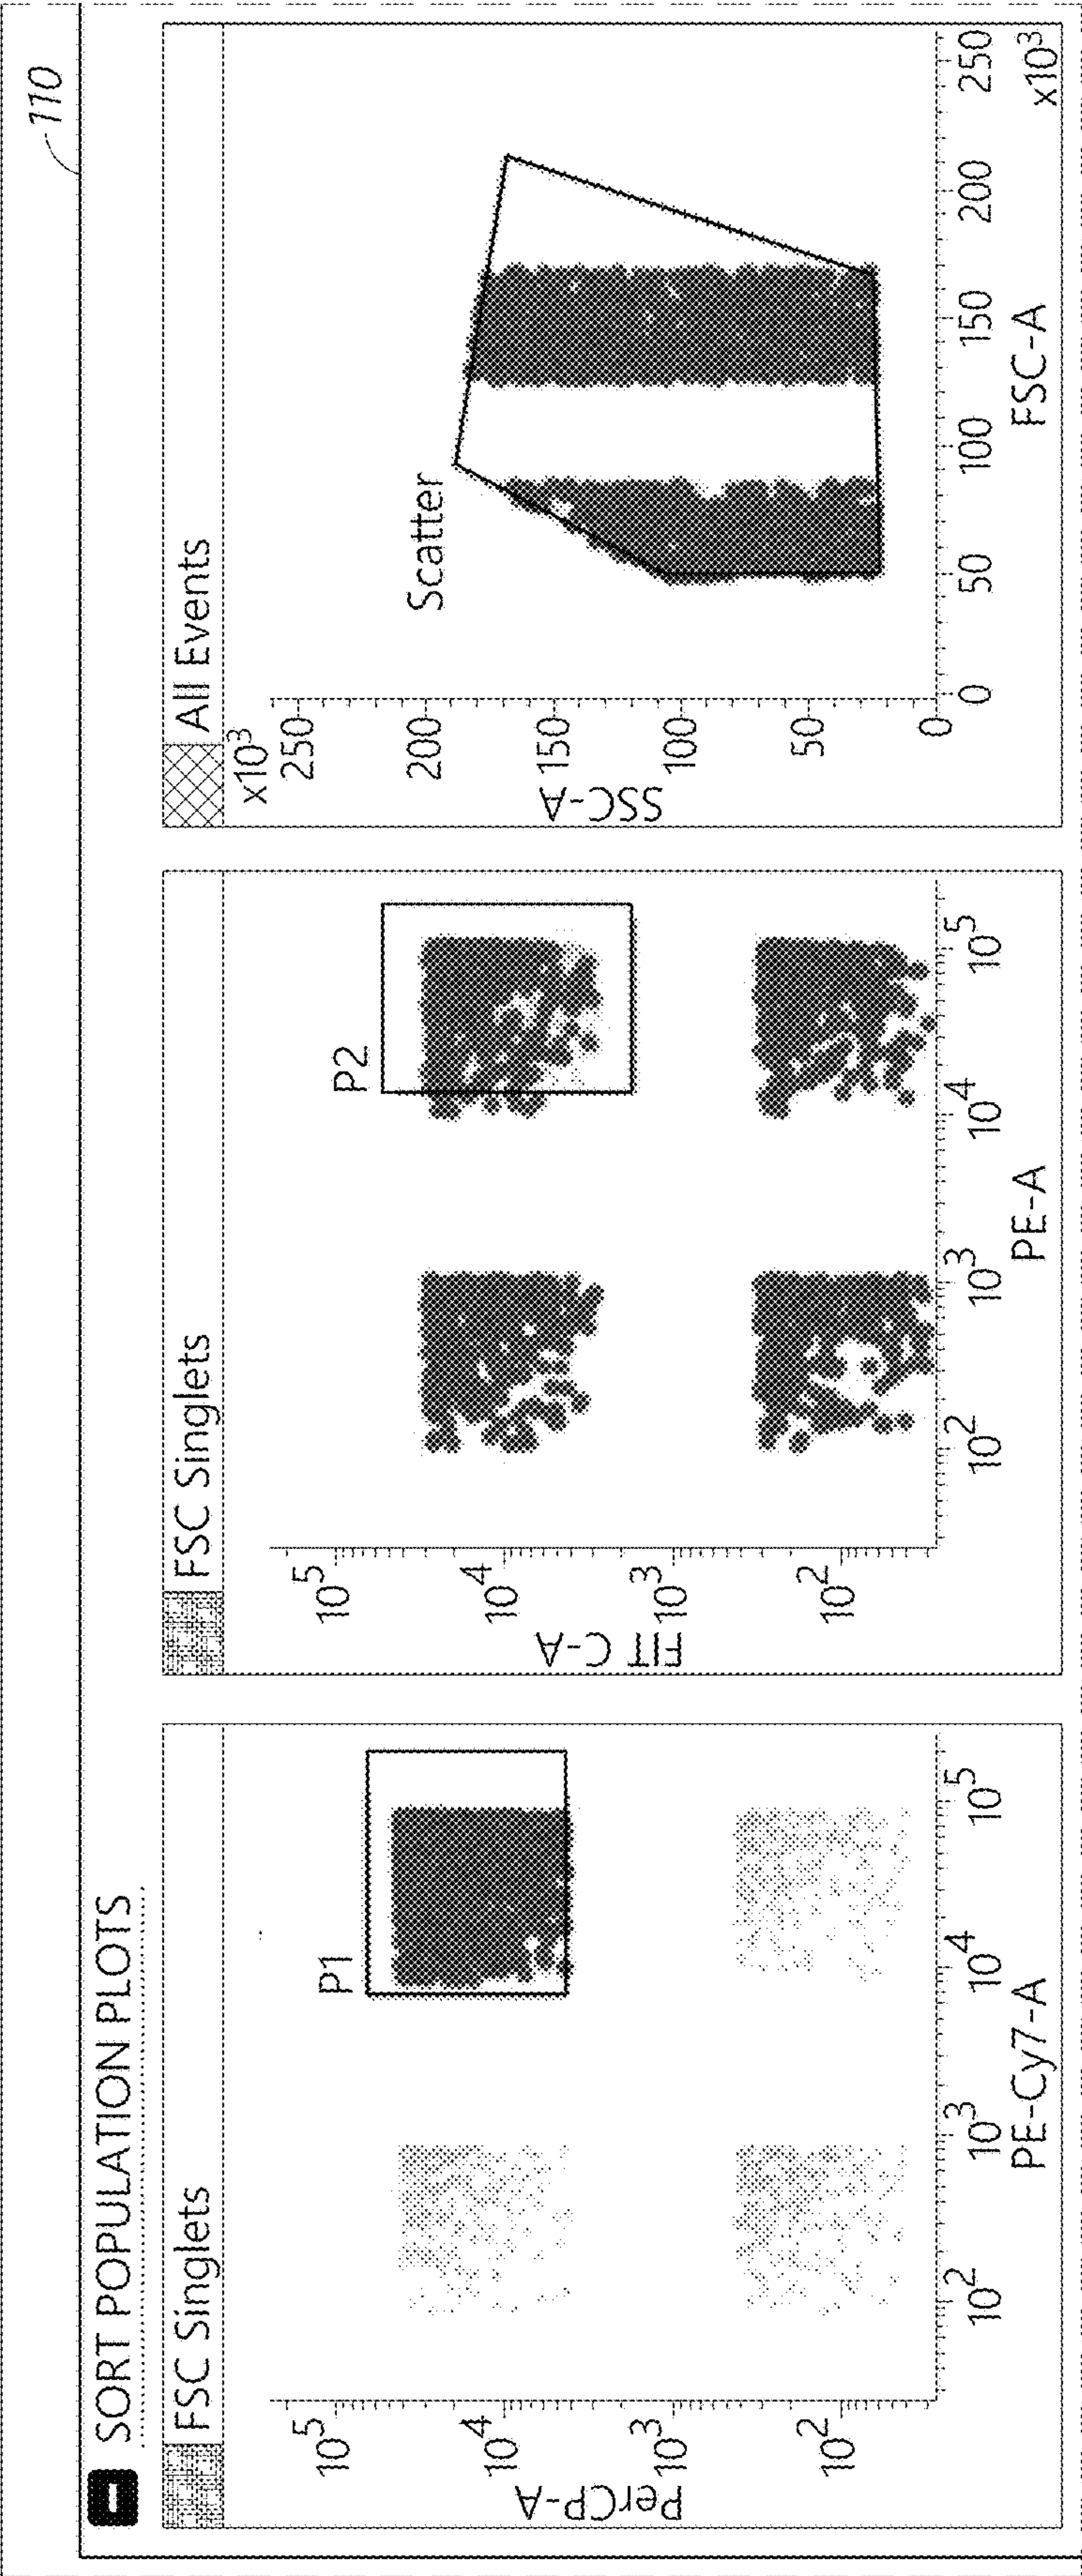 110
SORT POPULATION PLOTS
FSC Singlets
P1
10^5
10^4
10^3
10^2
PerCP-A
10^2
10^3
10^4
10^5
PE-Cy7-A
FSC Singlets
P2
10^5
10^4
10^3
10^2
FIT C-A
10^2
10^3
10^4
10^5
PE-A
All Events
x10^3
250
200
150
100
50
0
SSC-A
Scatter
0
50
100
150
200
250
x10^3
FSC-A